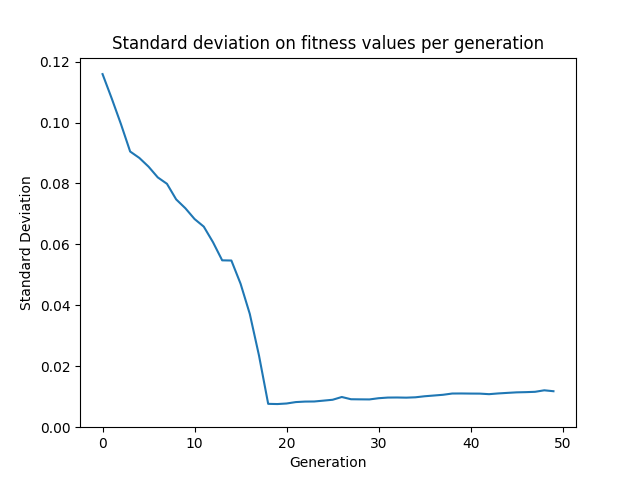 Standard deviation on fitness values per generation
0.12
0.10
0.08
0.06
0.04
0.02
0.00
Standard Deviation
0 10 20 30 40 50
Generation